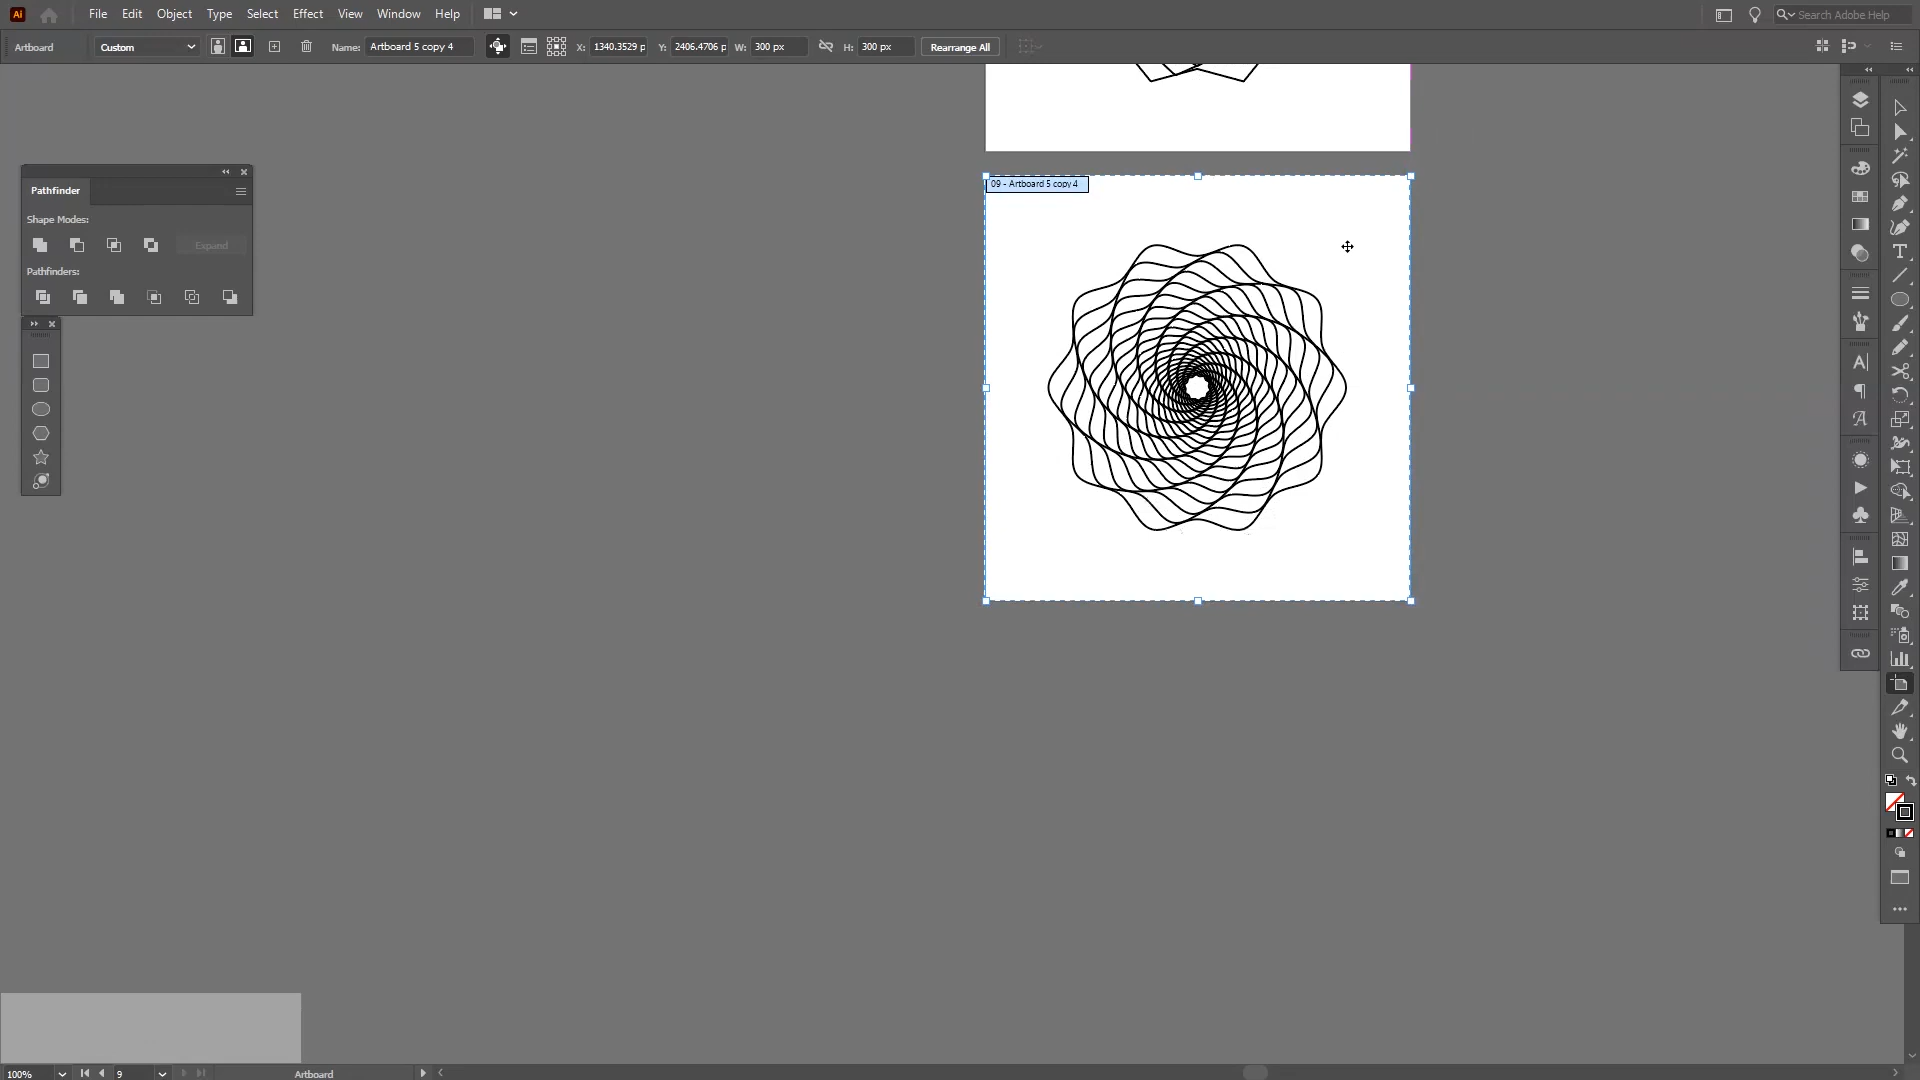 Ai File Edit Object Type Select Effect View Window Help Search Adobe Help
Artboard Custom Name: Artboard 5 copy 4 X: 1340.3529 p Y: 2406.4706 p W: 300 px H: 300 px Rearrange All
Pathfinder
Shape Modes:
Expand
Pathfinders:
09 - Artboard 5 copy 4
100% 9 Artboard